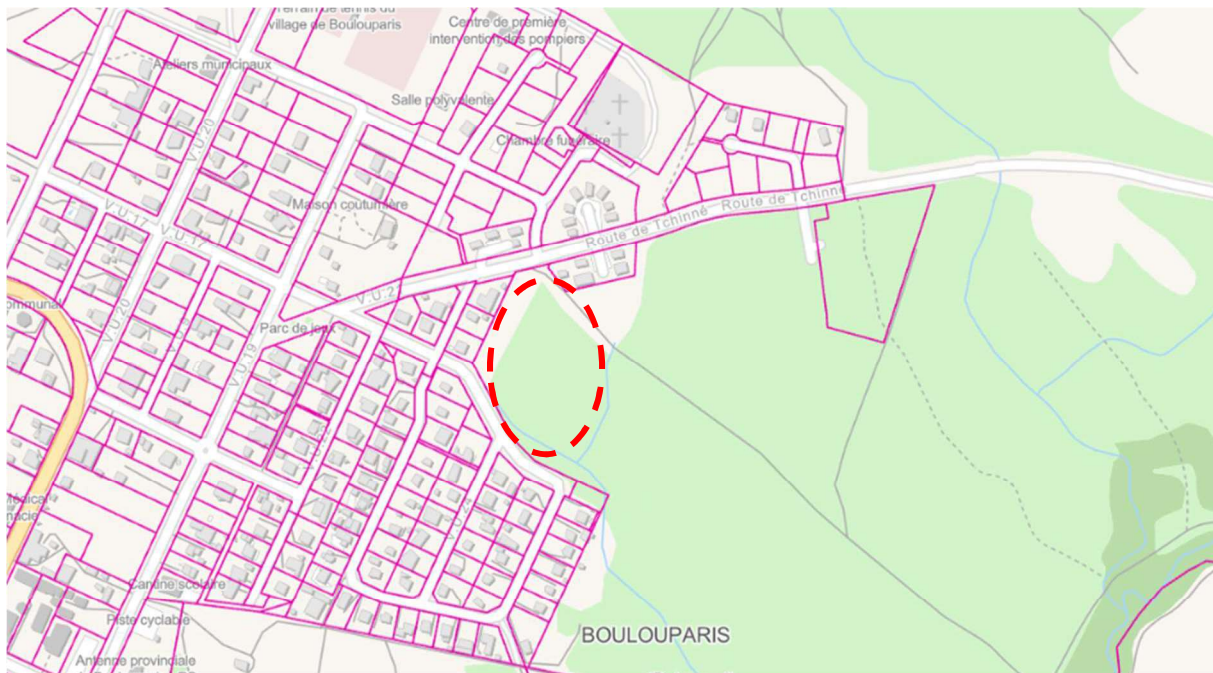 Terrain de tennis du
village de Boulouparis
Centre de première
intervention des pompiers
Ateliers municipaux
Salle polyvalente
Chambre funéraire
V.U.20
Maison coutumière
V.U.17
V.U.17
Route de Tchinné
Route de Tchinné
V.U.2
Parc de jeux
V.U.20
V.U.19
Cantine scolaire
Piste cyclable
BOULOUPARIS
Antenne provinciale